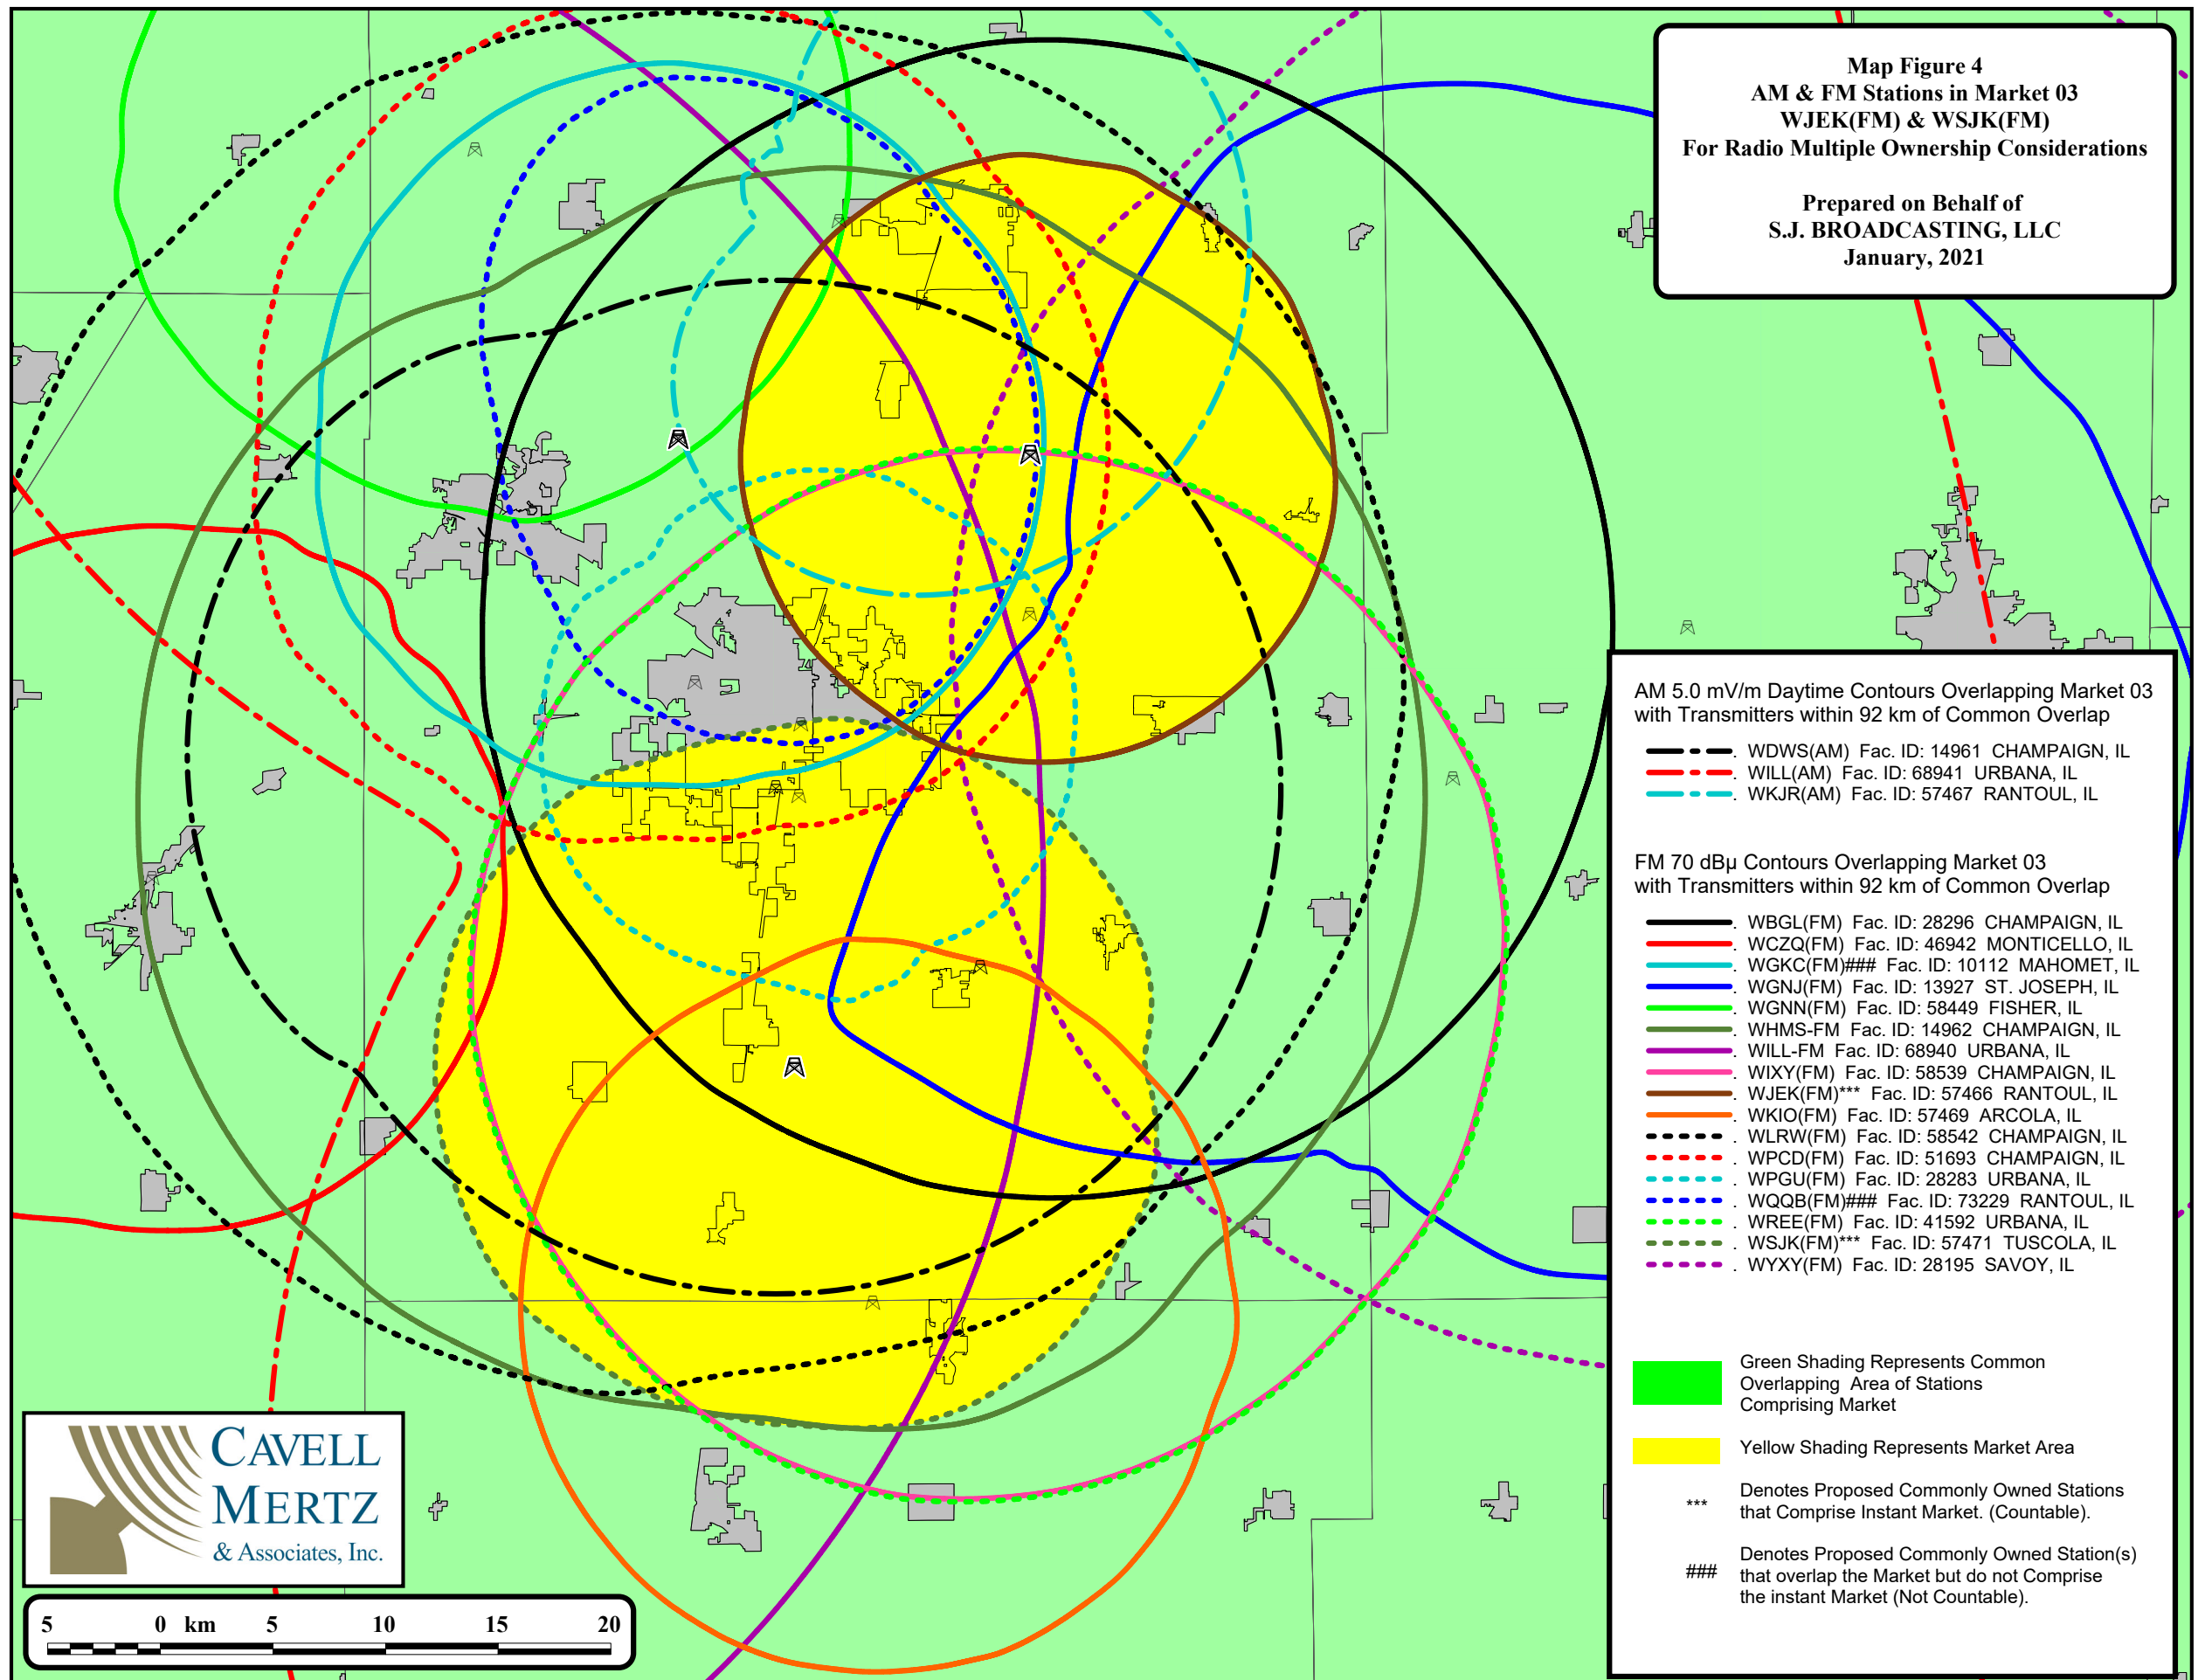 Map Figure 4
AM & FM Stations in Market 03
WJEK(FM) & WSJK(FM)
For Radio Multiple Ownership Considerations
Prepared on Behalf of
S.J. BROADCASTING, LLC
January, 2021
AM 5.0 mV/m Daytime Contours Overlapping Market 03
with Transmitters within 92 km of Common Overlap
. WDWS(AM) Fac. ID: 14961 CHAMPAIGN, IL
. WILL(AM) Fac. ID: 68941 URBANA, IL
. WKJR(AM) Fac. ID: 57467 RANTOUL, IL
FM 70 dBµ Contours Overlapping Market 03
with Transmitters within 92 km of Common Overlap
. WBGL(FM) Fac. ID: 28296 CHAMPAIGN, IL
. WCZQ(FM) Fac. ID: 46942 MONTICELLO, IL
. WGKC(FM)### Fac. ID: 10112 MAHOMET, IL
. WGNJ(FM) Fac. ID: 13927 ST. JOSEPH, IL
. WGNN(FM) Fac. ID: 58449 FISHER, IL
. WHMS-FM Fac. ID: 14962 CHAMPAIGN, IL
. WILL-FM Fac. ID: 68940 URBANA, IL
. WIXY(FM) Fac. ID: 58539 CHAMPAIGN, IL
. WJEK(FM)*** Fac. ID: 57466 RANTOUL, IL
. WKIO(FM) Fac. ID: 57469 ARCOLA, IL
. WLRW(FM) Fac. ID: 58542 CHAMPAIGN, IL
. WPCD(FM) Fac. ID: 51693 CHAMPAIGN, IL
. WPGU(FM) Fac. ID: 28283 URBANA, IL
. WQQB(FM)### Fac. ID: 73229 RANTOUL, IL
. WREE(FM) Fac. ID: 41592 URBANA, IL
. WSJK(FM)*** Fac. ID: 57471 TUSCOLA, IL
. WYXY(FM) Fac. ID: 28195 SAVOY, IL
Green Shading Represents Common
Overlapping Area of Stations
Comprising Market
Yellow Shading Represents Market Area
*** Denotes Proposed Commonly Owned Stations
that Comprise Instant Market. (Countable).
### Denotes Proposed Commonly Owned Station(s)
that overlap the Market but do not Comprise
the instant Market (Not Countable).
CAVELL
MERTZ
& Associates, Inc.
5 0 km 5 10 15 20